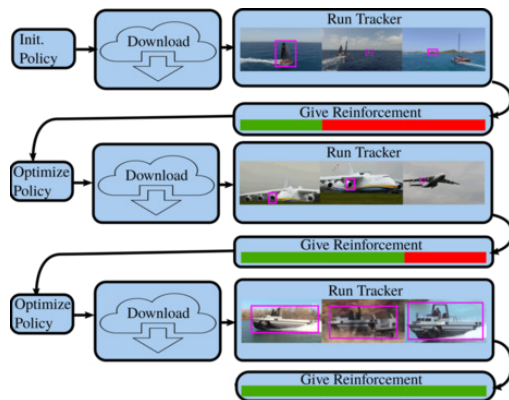 Init.
Policy
Download
Run Tracker
Give Reinforcement
Optimize
Policy
Download
Run Tracker
Give Reinforcement
Optimize
Policy
Download
Run Tracker
Give Reinforcement